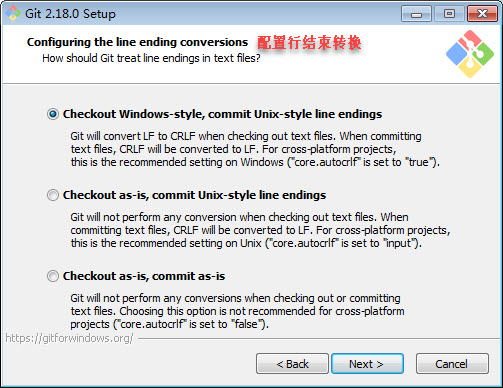 Git 2.18.0 Setup
Configuring the line ending conversions 配置行结束转换
How should Git treat line endings in text files?
Checkout Windows-style, commit Unix-style line endings
Git will convert LF to CRLF when checking out text files. When committing
text files, CRLF will be converted to LF. For cross-platform projects,
this is the recommended setting on Windows ("core.autocrlf" is set to "true").
Checkout as-is, commit Unix-style line endings
Git will not perform any conversion when checking out text files. When
committing text files, CRLF will be converted to LF. For cross-platform projects,
this is the recommended setting on Unix ("core.autocrlf" is set to "input").
Checkout as-is, commit as-is
Git will not perform any conversions when checking out or committing
text files. Choosing this option is not recommended for cross-platform
projects ("core.autocrlf" is set to "false").
https://gitforwindows.org/
< Back Next > Cancel